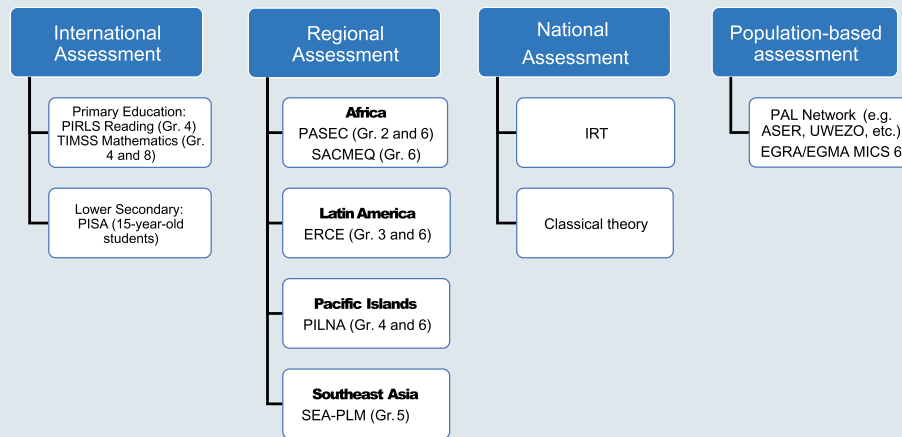 International
Assessment
Primary Education:
PIRLS Reading (Gr. 4)
TIMSS Mathematics (Gr.
4 and 8)
Lower Secondary:
PISA (15-year-old
students)
Regional
Assessment
Africa
PASEC (Gr. 2 and 6)
SACMEQ (Gr. 6)
Latin America
ERCE (Gr. 3 and 6)
Pacific Islands
PILNA (Gr. 4 and 6)
Southeast Asia
SEA-PLM (Gr. 5)
National
Assessment
IRT
Classical theory
Population-based
assessment
PAL Network (e.g.
ASER, UWEZO, etc.)
EGRA/EGMA MICS 6